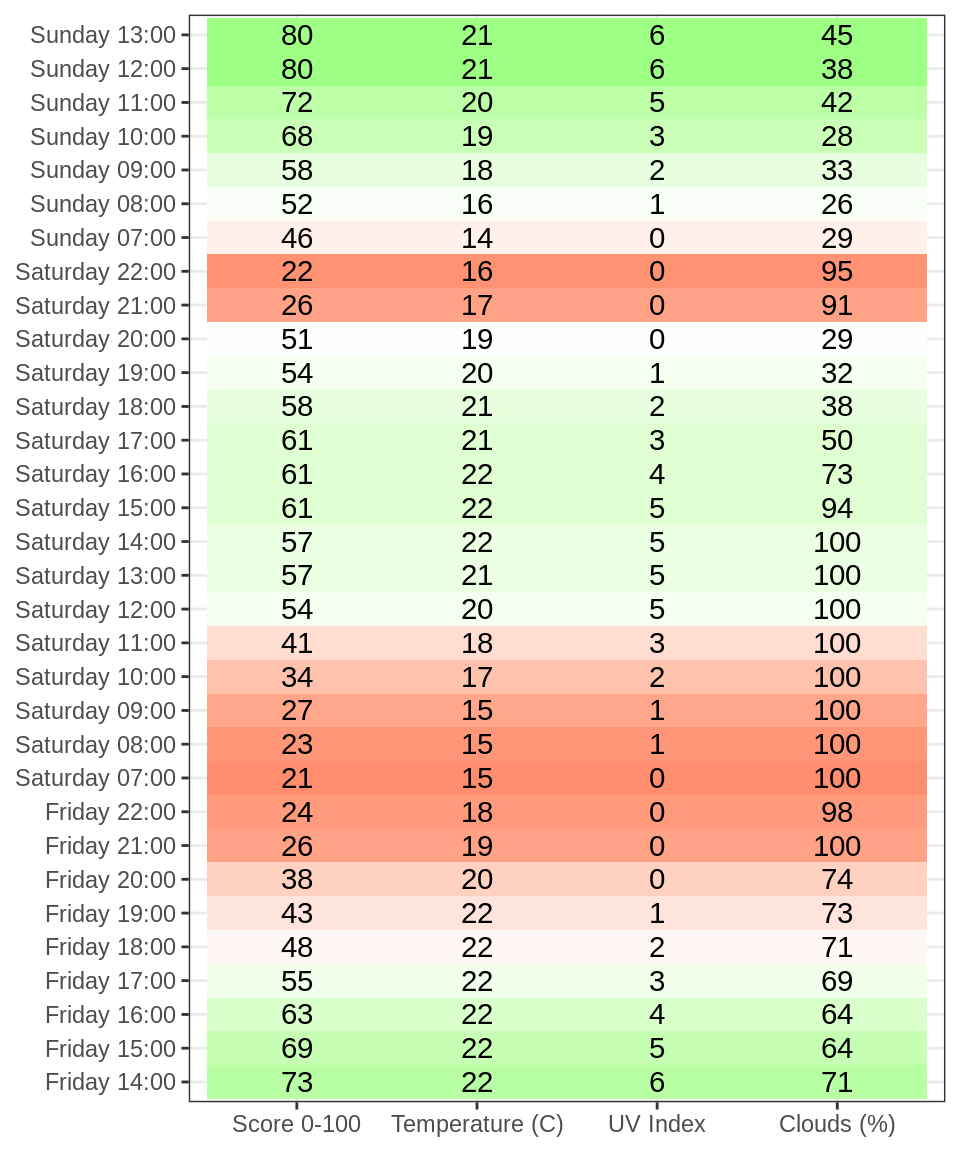 Sunday 13:00 80 21 6 45
Sunday 12:00 80 21 6 38
Sunday 11:00 72 20 5 42
Sunday 10:00 68 19 3 28
Sunday 09:00 58 18 2 33
Sunday 08:00 52 16 1 26
Sunday 07:00 46 14 0 29
Saturday 22:00 22 16 0 95
Saturday 21:00 26 17 0 91
Saturday 20:00 51 19 0 29
Saturday 19:00 54 20 1 32
Saturday 18:00 58 21 2 38
Saturday 17:00 61 21 3 50
Saturday 16:00 61 22 4 73
Saturday 15:00 61 22 5 94
Saturday 14:00 57 22 5 100
Saturday 13:00 57 21 5 100
Saturday 12:00 54 20 5 100
Saturday 11:00 41 18 3 100
Saturday 10:00 34 17 2 100
Saturday 09:00 27 15 1 100
Saturday 08:00 23 15 1 100
Saturday 07:00 21 15 0 100
Friday 22:00 24 18 0 98
Friday 21:00 26 19 0 100
Friday 20:00 38 20 0 74
Friday 19:00 43 22 1 73
Friday 18:00 48 22 2 71
Friday 17:00 55 22 3 69
Friday 16:00 63 22 4 64
Friday 15:00 69 22 5 64
Friday 14:00 73 22 6 71
Score 0-100 Temperature (C) UV Index Clouds (%)